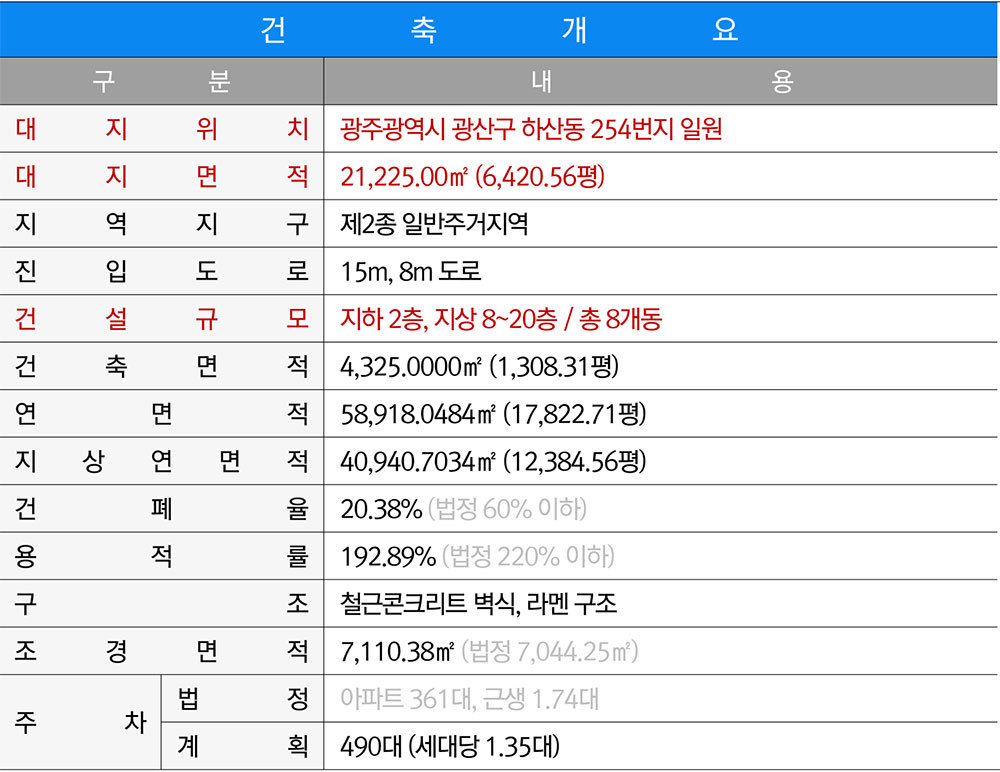 건축개요
구분 내용
대지위치 광주광역시 광산구 하산동 254번지 일원
대지면적 21,225.00㎡ (6,420.56평)
지역지구 제2종 일반주거지역
진입도로 15m, 8m 도로
건설규모 지하 2층, 지상 8~20층 / 총 8개동
건축면적 4,325.0000㎡ (1,308.31평)
연면적 58,918.0484㎡ (17,822.71평)
지상연면적 40,940.7034㎡ (12,384.56평)
건폐율 20.38% (법정 60% 이하)
용적률 192.89% (법정 220% 이하)
구조 철근콘크리트 벽식, 라멘 구조
조경면적 7,110.38㎡ (법정 7,044.25㎡)
주차 법정 아파트 361대, 근생 1.74대
계획 490대 (세대당 1.35대)